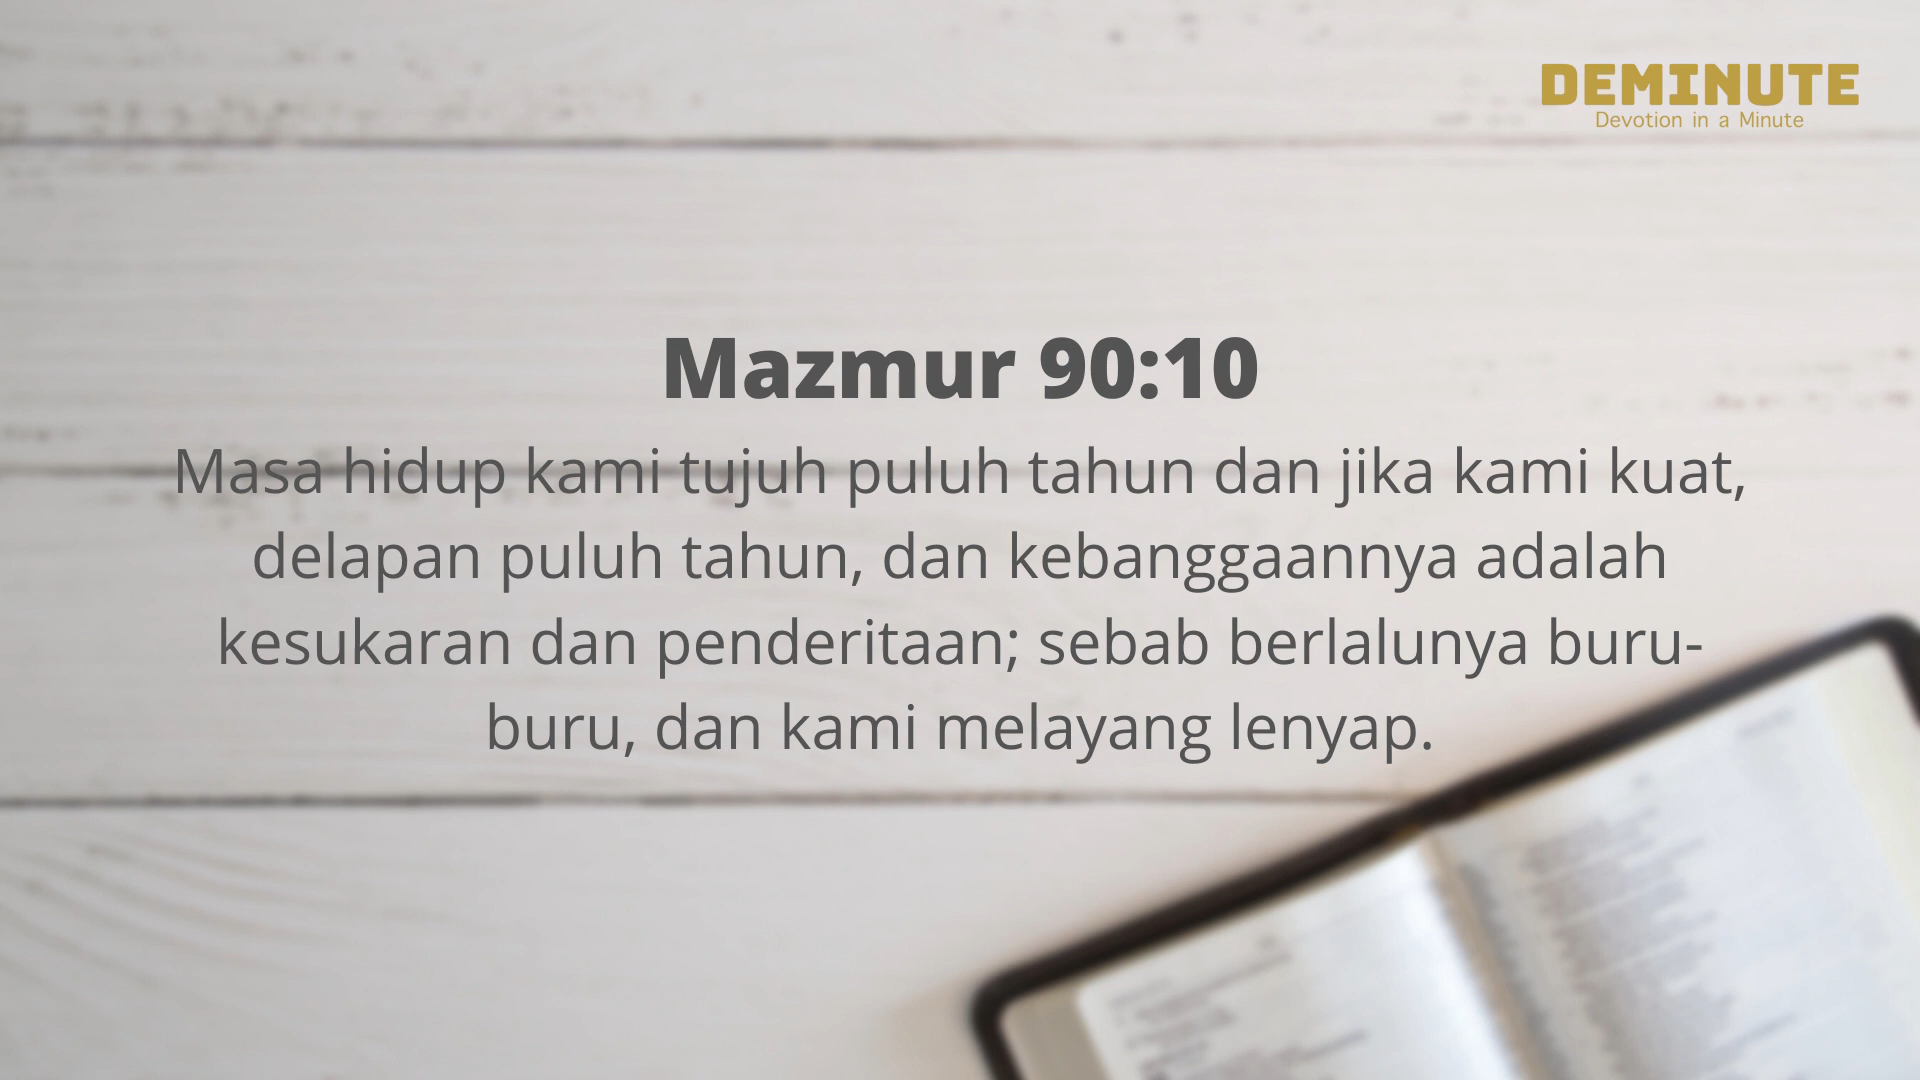 DEMINUTE
Devotion in a Minute
Mazmur 90:10
Masa hidup kami tujuh puluh tahun dan jika kami kuat,
delapan puluh tahun, dan kebanggaannya adalah
kesukaran dan penderitaan; sebab berlalunya buru-
buru, dan kami melayang lenyap.